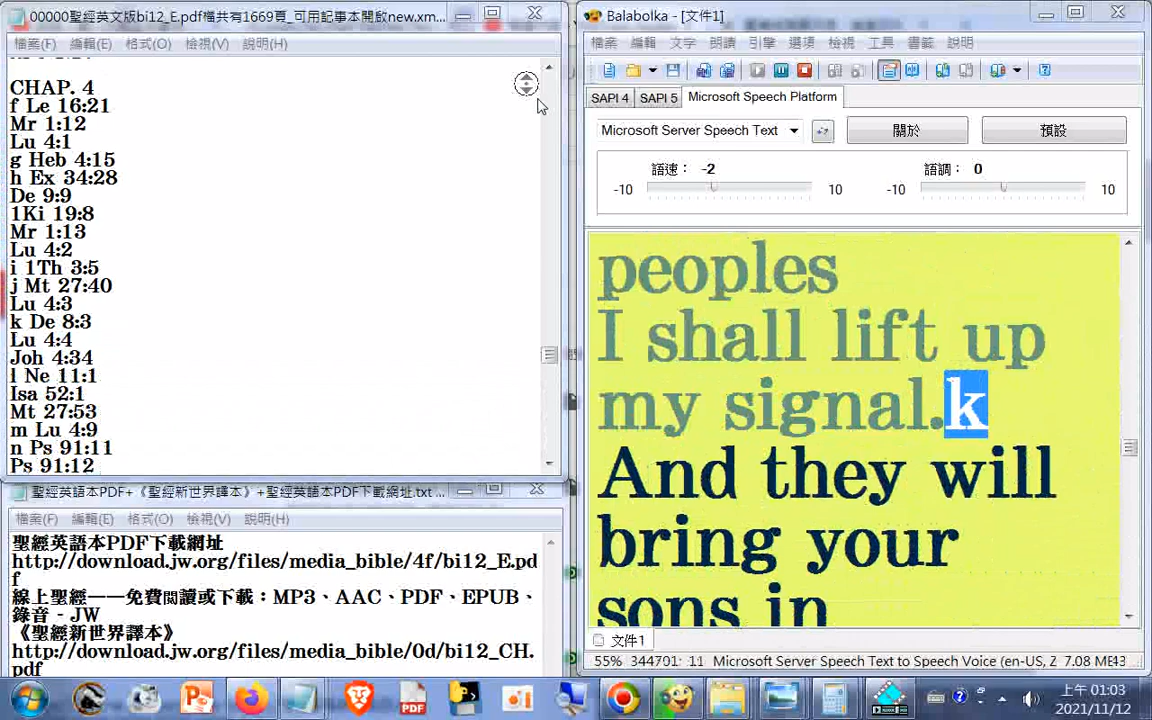 00000聖經英文版bi12_E.pdf檔共有1669頁_可用記事本開啟new.xm...
檔案(F) 編輯(E) 格式(O) 檢視(V) 說明(H)
CHAP. 4
f Le 16:21
Mr 1:12
Lu 4:1
g Heb 4:15
h Ex 34:28
De 9:9
1Ki 19:8
Mr 1:13
Lu 4:2
i 1Th 3:5
j Mt 27:40
Lu 4:3
k De 8:3
Lu 4:4
Joh 4:34
l Ne 11:1
Isa 52:1
Mt 27:53
m Lu 4:9
n Ps 91:11
Ps 91:12
聖經英語本PDF+《聖經新世界譯本》+聖經英語本PDF下載網址.txt ...
檔案(F) 編輯(E) 格式(O) 檢視(V) 說明(H)
聖經英語本PDF下載網址
http://download.jw.org/files/media_bible/4f/bi12_E.pd
f
線上聖經——免費閱讀或下載：MP3、AAC、PDF、EPUB、
錄音 - JW
《聖經新世界譯本》
http://download.jw.org/files/media_bible/0d/bi12_CH.
pdf
Balabolka - [文件1]
檔案 編輯 文字 朗讀 引擎 選項 檢視 工具 書籤 說明
SAPI 4 SAPI 5 Microsoft Speech Platform
Microsoft Server Speech Text 關於 預設
語速： -2 語調： 0
-10 10 -10 10
peoples
I shall lift up
my signal.k
And they will
bring your
sons in
文件1
55% 344701: 11 Microsoft Server Speech Text to Speech Voice (en-US, Z 7.08 ME43
PDF
上午 01:03
2021/11/12